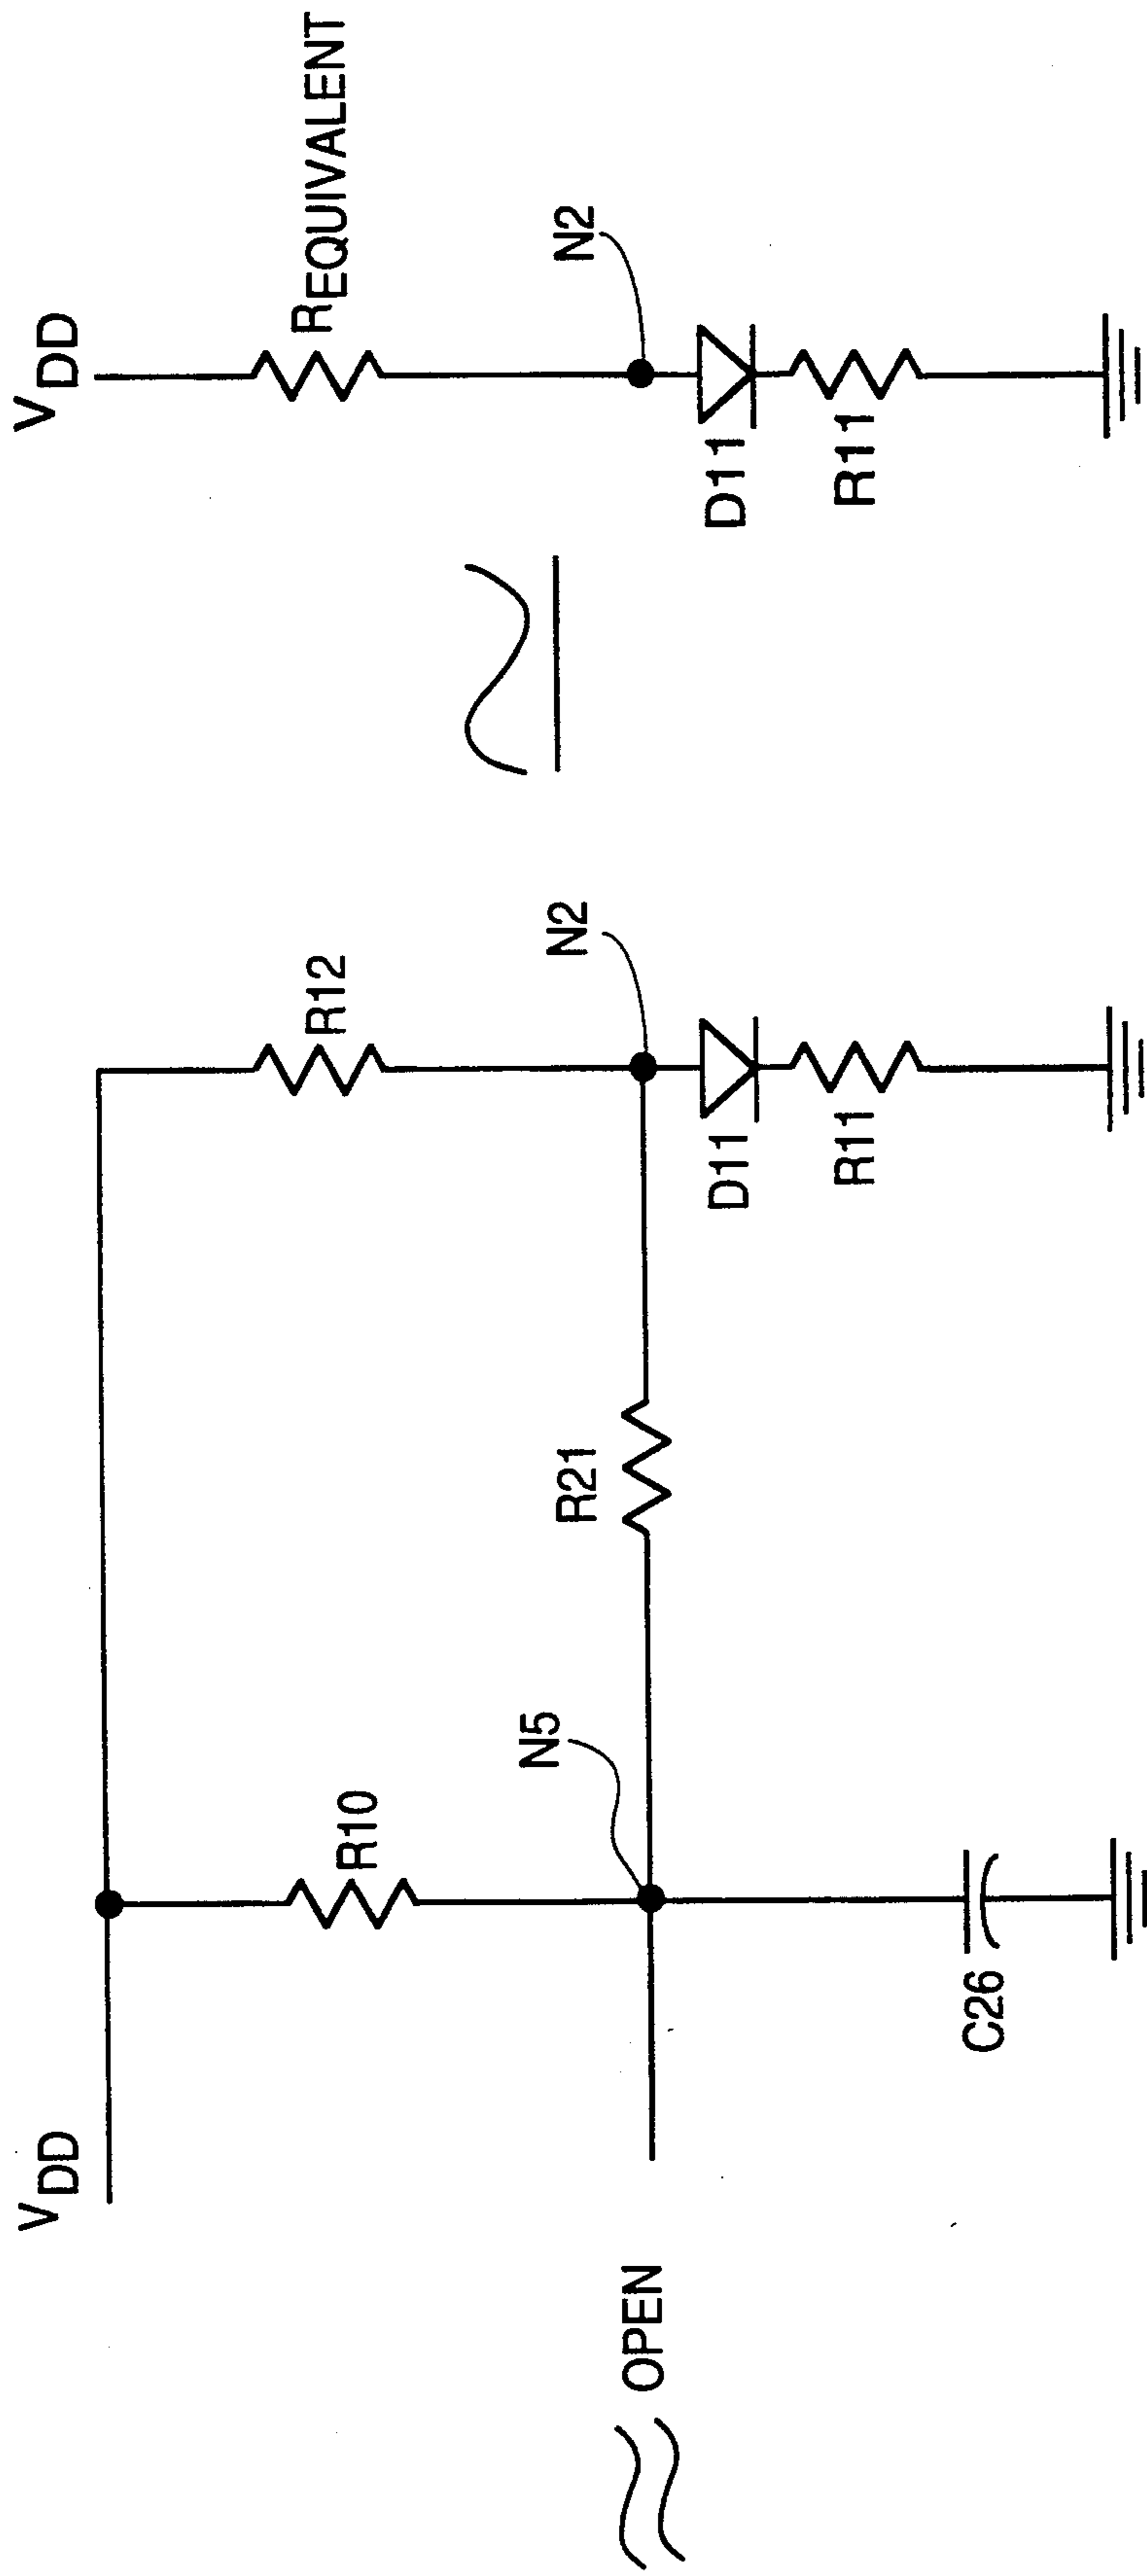 VDD
R10
R12
N5
R21
N2
D11
R11
C26
≈ OPEN
VDD
REQUIVALENT
N2
D11
R11